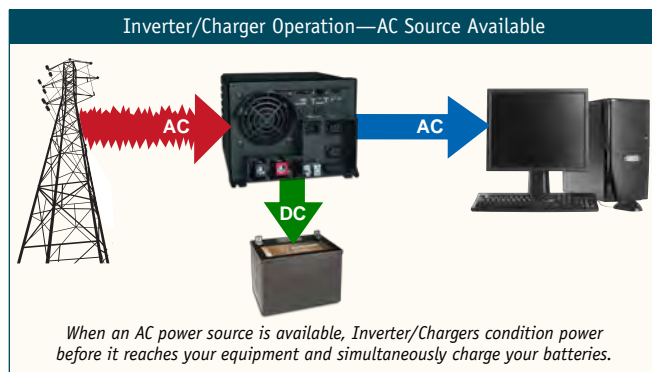 Inverter/Charger Operation—AC Source Available
AC
AC
DC
When an AC power source is available, Inverter/Chargers condition power
before it reaches your equipment and simultaneously charge your batteries.